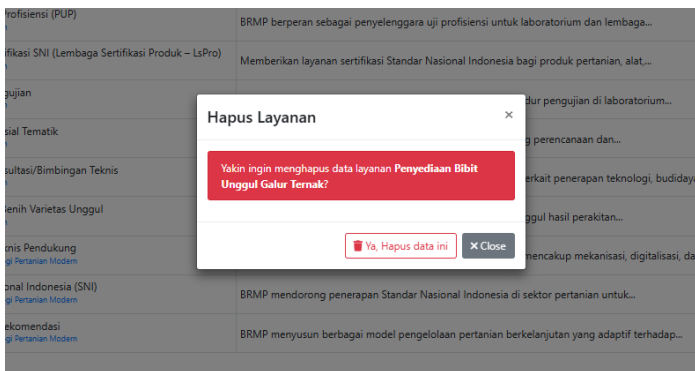 rofisiensi (PUP)
BRMP berperan sebagai penyelenggara uji profisiensi untuk laboratorium dan lembaga...
ifikasi SNI (Lembaga Sertifikasi Produk – LsPro)
Memberikan layanan sertifikasi Standar Nasional Indonesia bagi produk pertanian, alat,...
gujian
dur pengujian di laboratorium...
Hapus Layanan
×
sial Tematik
g perencanaan dan...
Yakin ingin menghapus data layanan Penyediaan Bibit
Unggul Galur Ternak?
sultasi/Bimbingan Teknis
erkait penerapan teknologi, budiday
Benih Varietas Unggul
ggul hasil perakitan...
Ya, Hapus data ini
× Close
knis Pendukung
gi Pertanian Modern
mencakup mekanisasi, digitalisasi, da
onal Indonesia (SNI)
BRMP mendorong penerapan Standar Nasional Indonesia di sektor pertanian untuk...
ekomendasi
gi Pertanian Modern
BRMP menyusun berbagai model pengelolaan pertanian berkelanjutan yang adaptif terhadap...